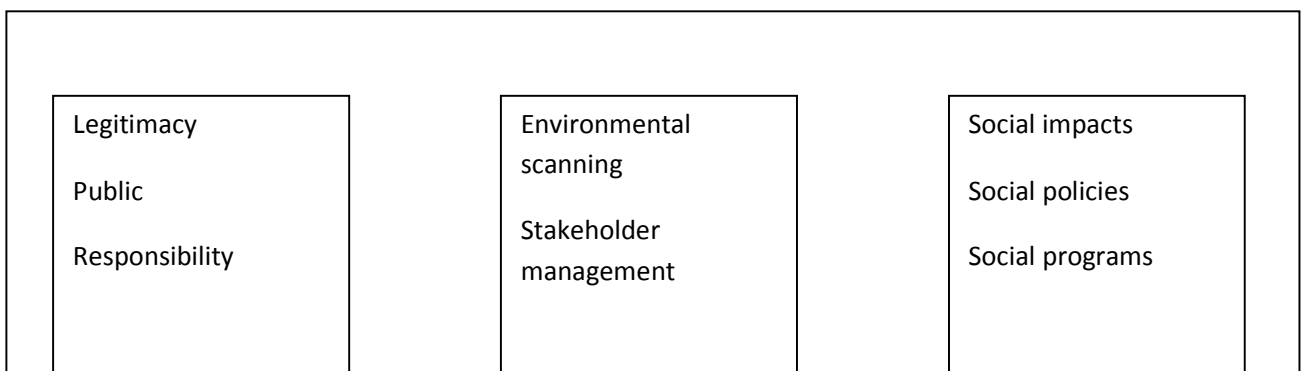 Legitimacy
Public
Responsibility
Environmental
scanning
Stakeholder
management
Social impacts
Social policies
Social programs